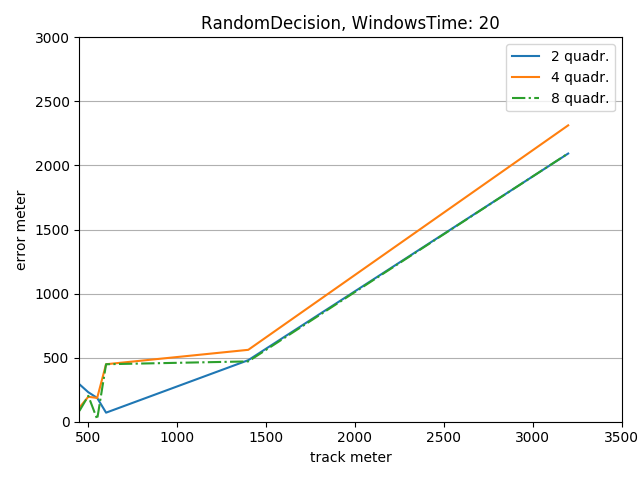 RandomDecision, WindowsTime: 20
3000
2500
2000
1500
1000
500
0
error meter
2 quadr.
4 quadr.
8 quadr.
500 1000 1500 2000 2500 3000 3500
track meter